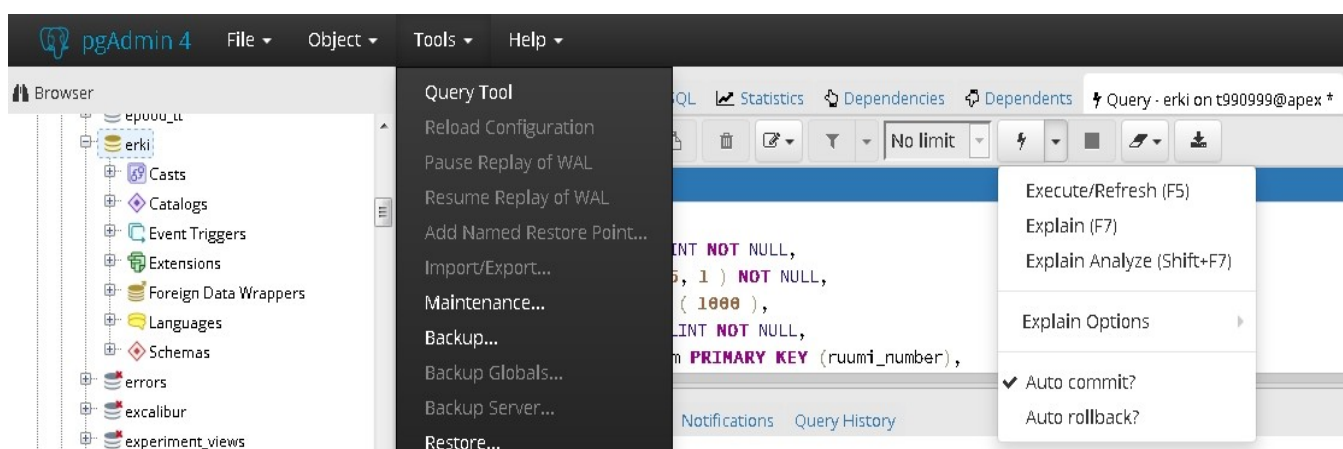 pgAdmin 4 File Object Tools Help
Browser
epood_tt
erki
Casts
Catalogs
Event Triggers
Extensions
Foreign Data Wrappers
Languages
Schemas
errors
excalibur
experiment_views
Query Tool
Reload Configuration
Pause Replay of WAL
Resume Replay of WAL
Add Named Restore Point...
Import/Export...
Maintenance...
Backup...
Backup Globals...
Backup Server...
Restore...
SQL Statistics Dependencies Dependents Query - erki on t990999@apex *
No limit
INT NOT NULL,
5, 1 ) NOT NULL,
( 1000 ),
LINT NOT NULL,
m PRIMARY KEY (ruumi_number),
Notifications Query History
Execute/Refresh (F5)
Explain (F7)
Explain Analyze (Shift+F7)
Explain Options
Auto commit?
Auto rollback?